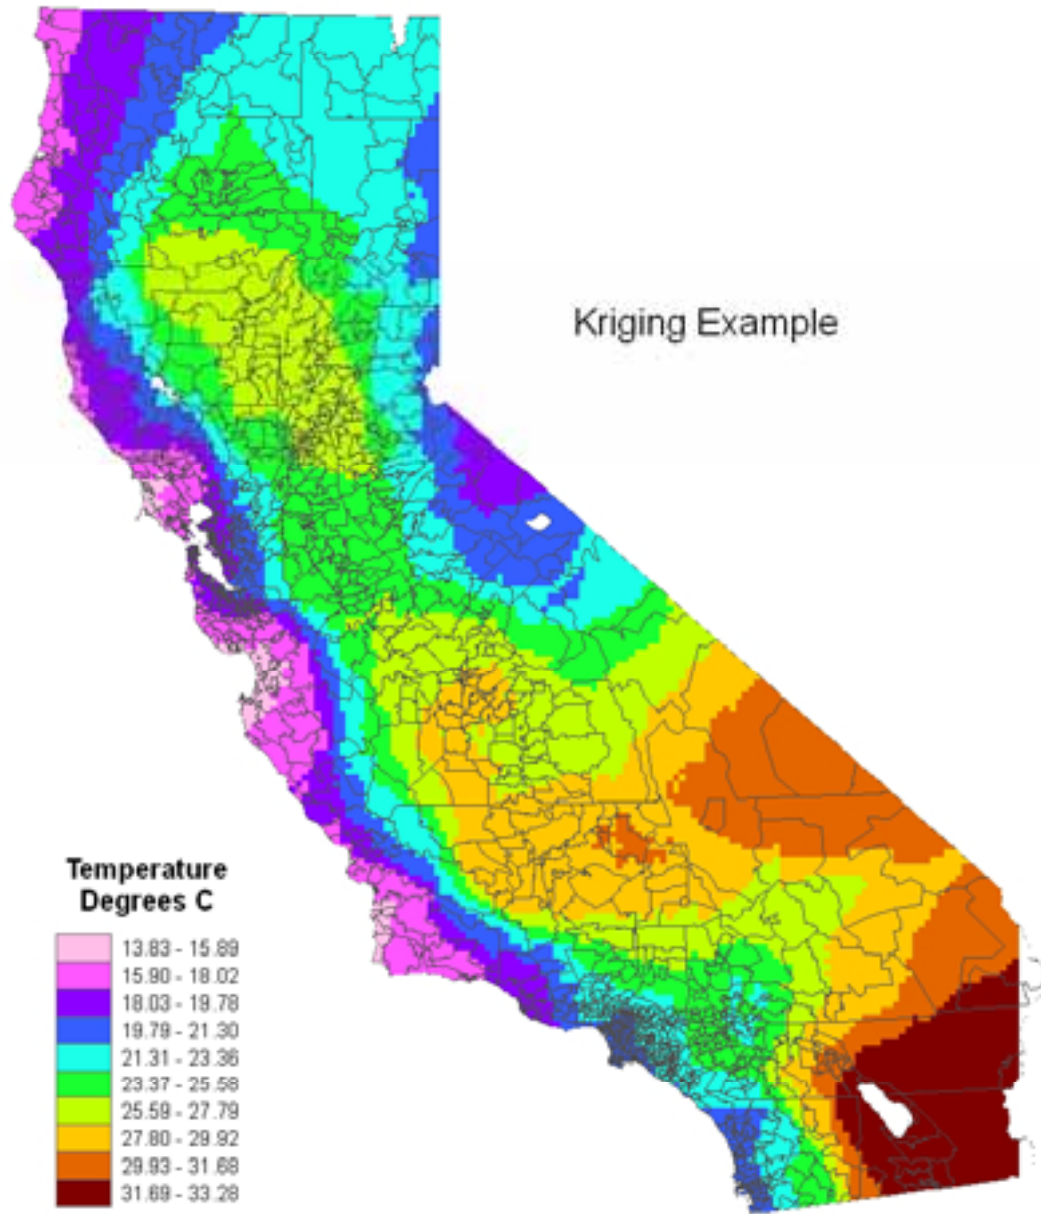 Kriging Example
Temperature
Degrees C
13.83 - 15.89
15.90 - 18.02
18.03 - 19.78
19.79 - 21.30
21.31 - 23.36
23.37 - 25.58
25.59 - 27.79
27.80 - 29.92
29.93 - 31.68
31.69 - 33.28